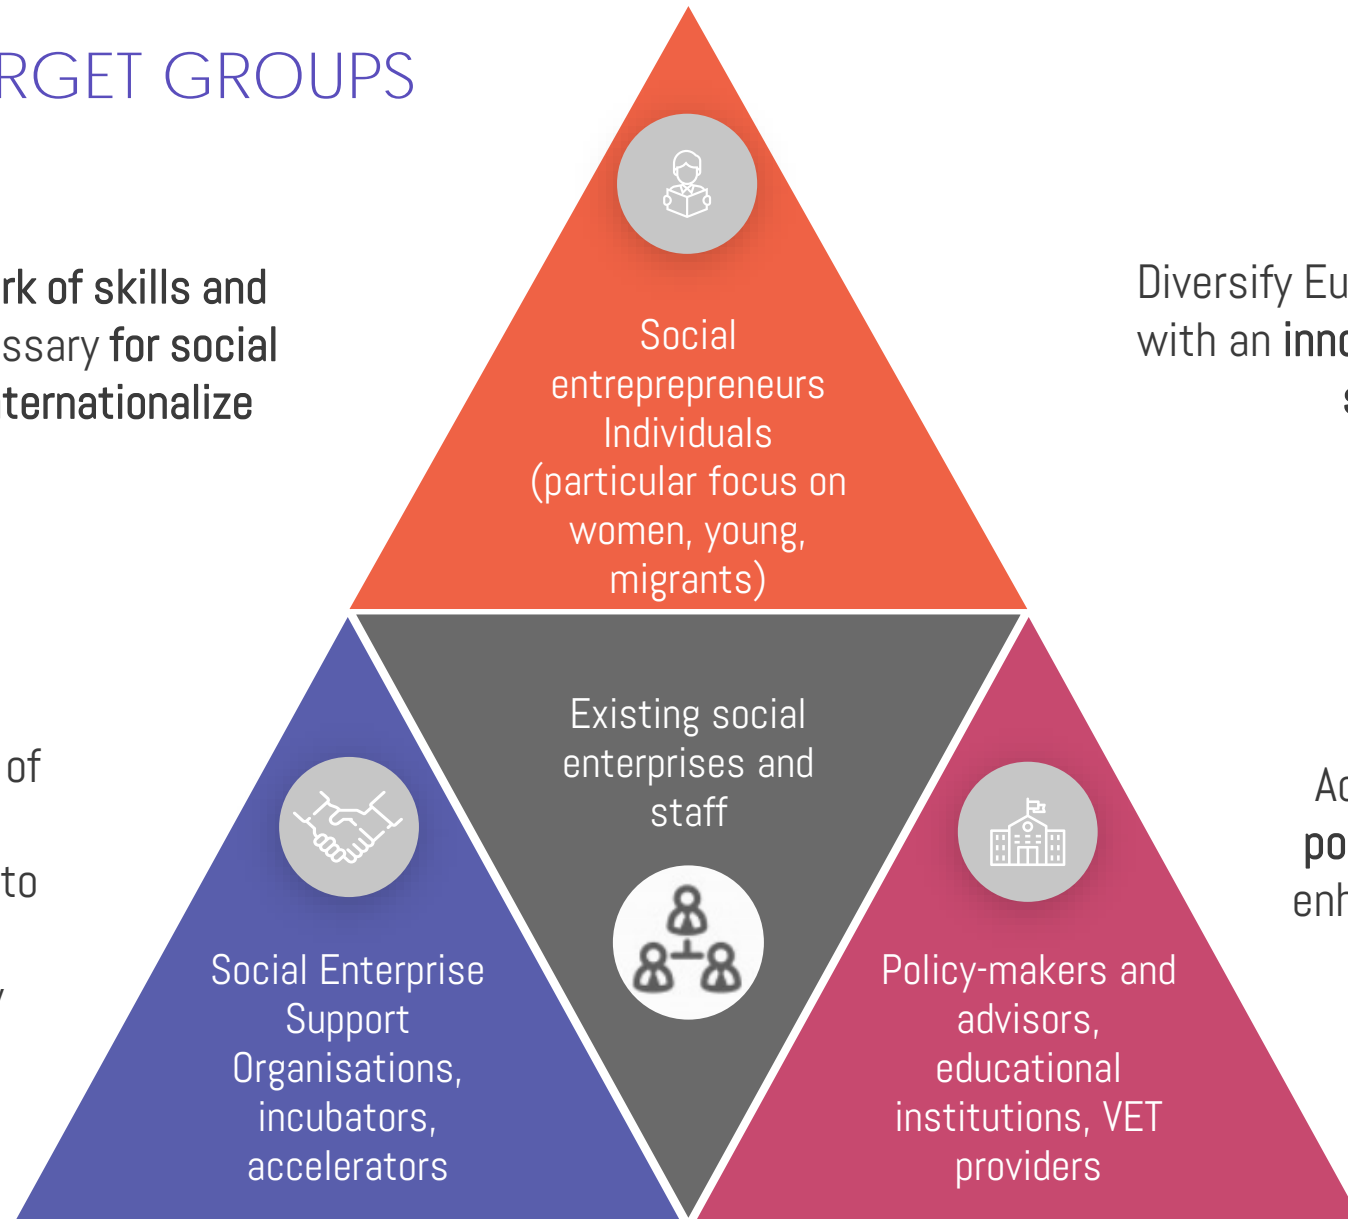 RGET GROUPS
rk of skills and
ssary for social
ternationalize
Diversify Eu
with an inno
s
Social
entreprepreneurs
Individuals
(particular focus on
women, young,
migrants)
of
to
y
Existing social
enterprises and
staff
Ac
po
enh
Social Enterprise
Support
Organisations,
incubators,
accelerators
Policy-makers and
advisors,
educational
institutions, VET
providers